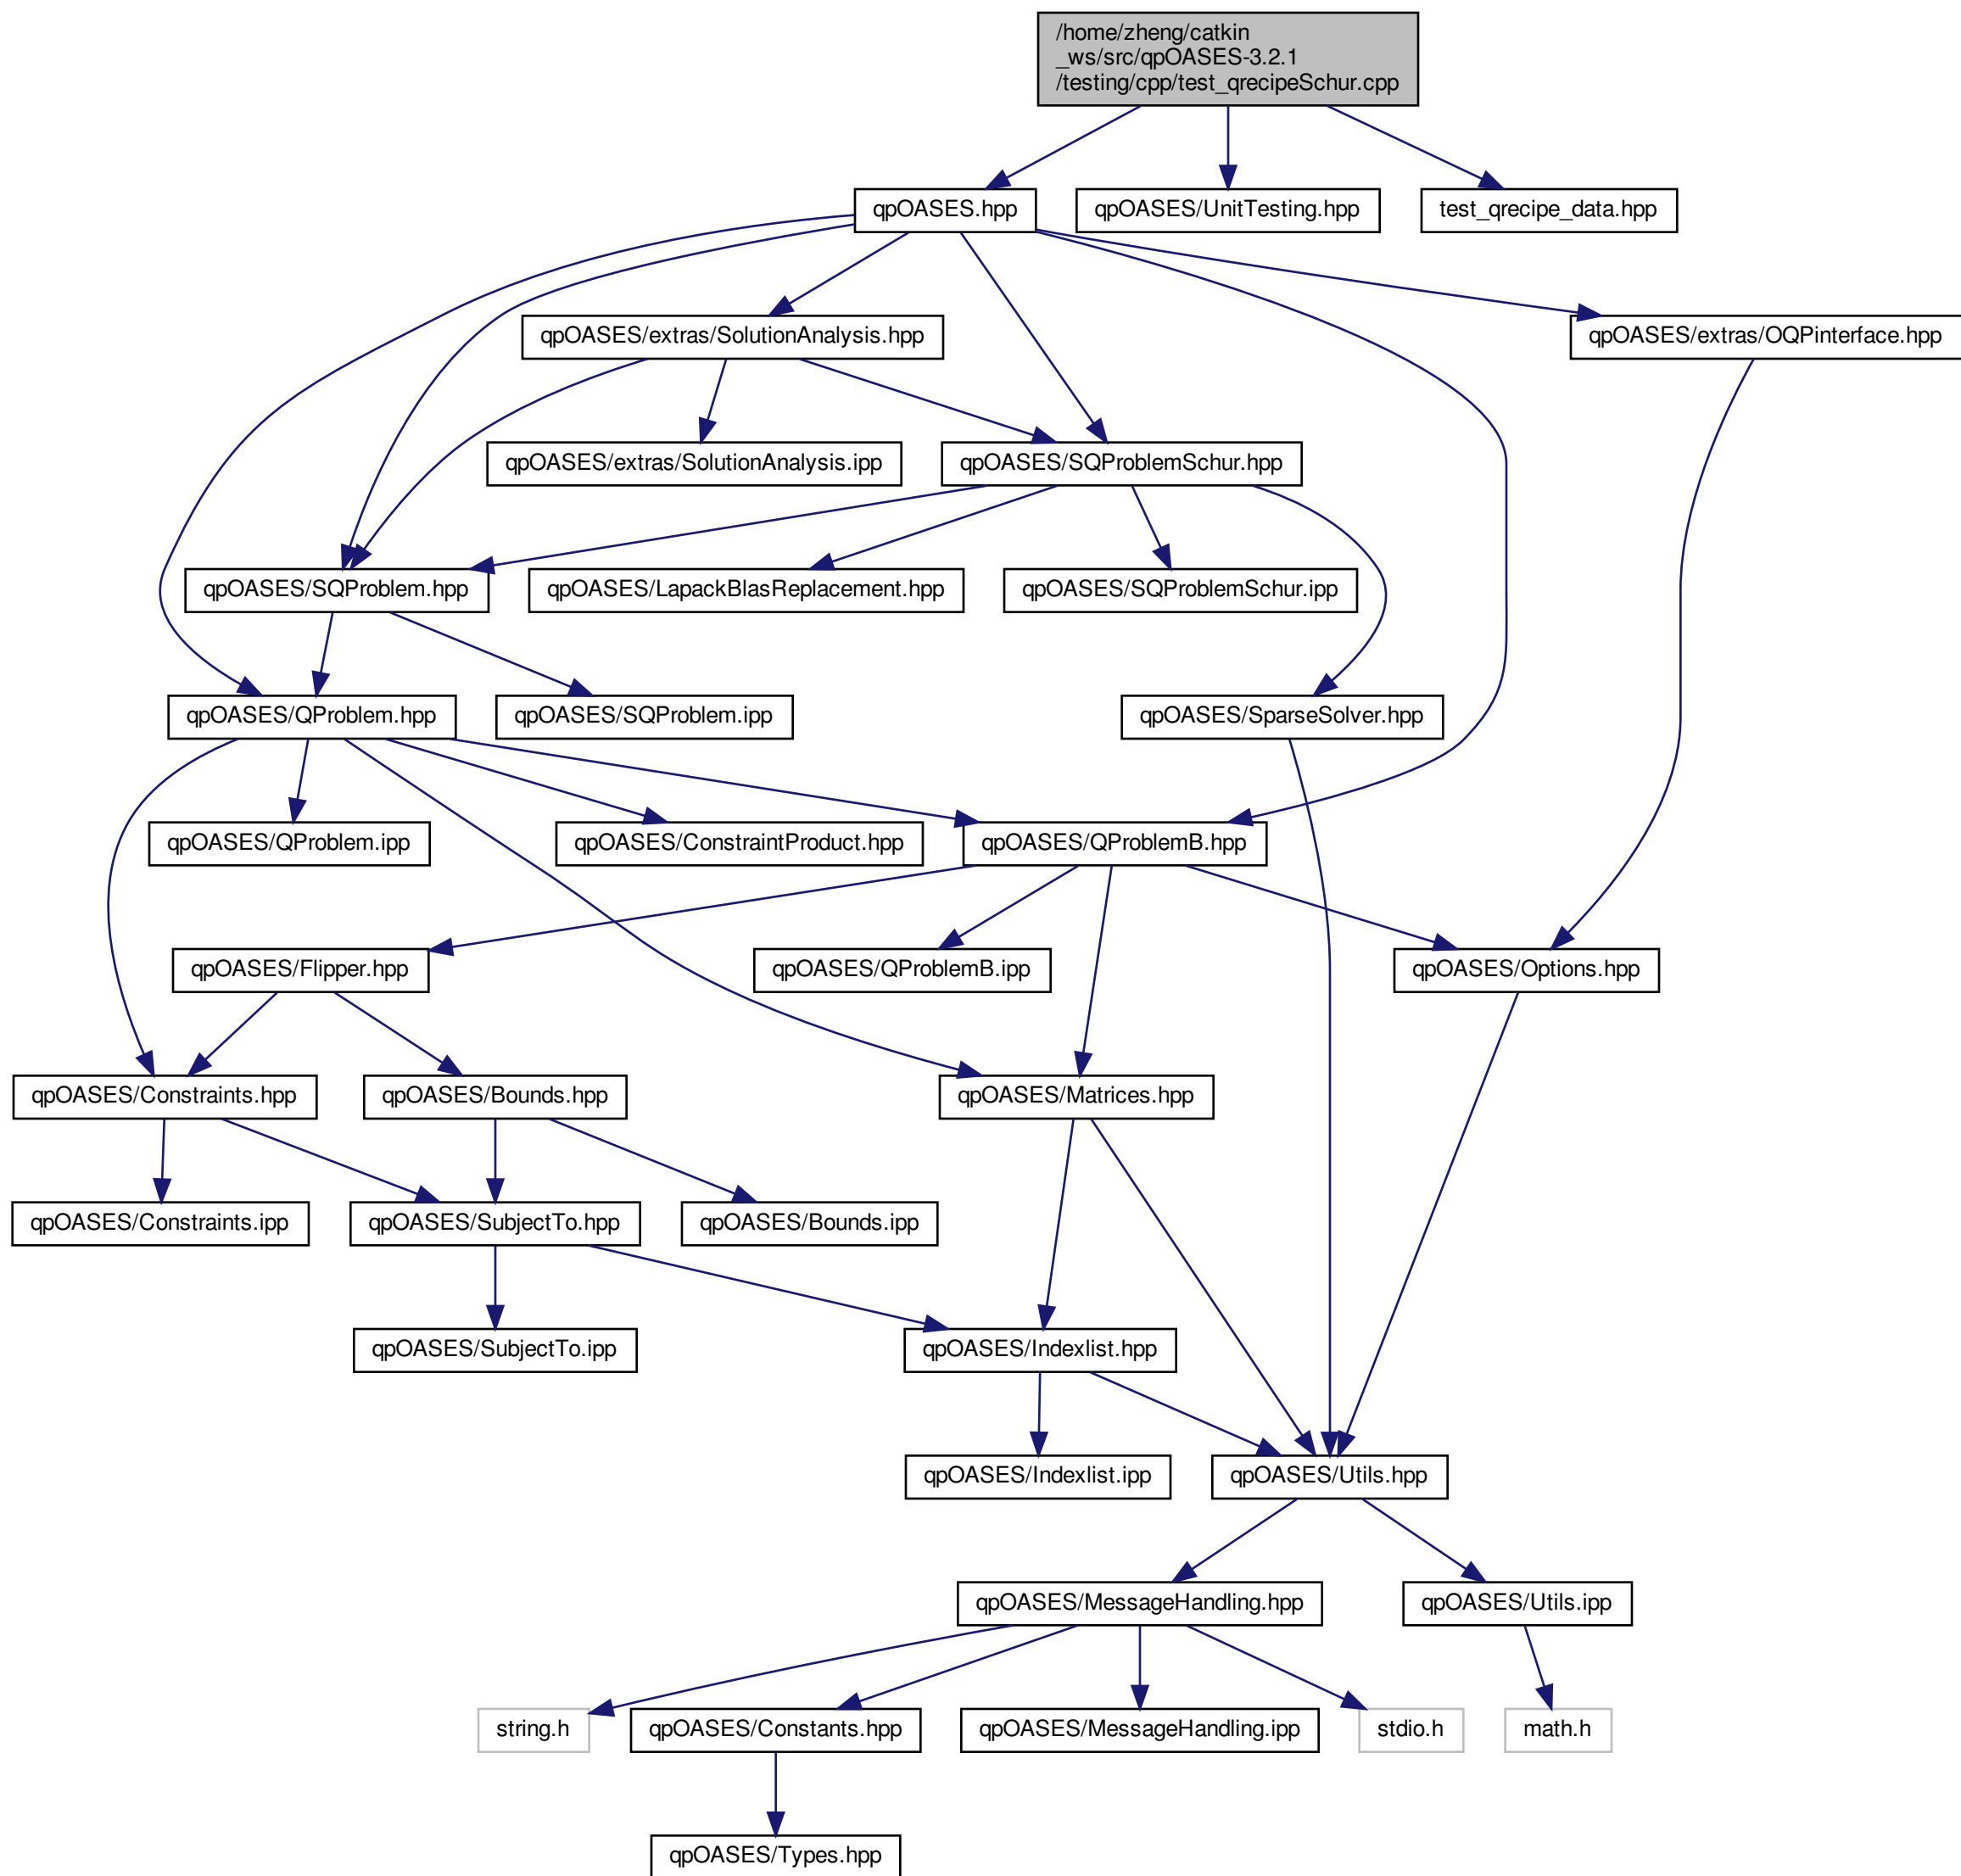 /home/zheng/catkin
_ws/src/qpOASES-3.2.1
/testing/cpp/test_qrecipeSchur.cpp
qpOASES.hpp
qpOASES/UnitTesting.hpp
test_qrecipe_data.hpp
qpOASES/extras/SolutionAnalysis.hpp
qpOASES/extras/OQPinterface.hpp
qpOASES/extras/SolutionAnalysis.ipp
qpOASES/SQProblemSchur.hpp
qpOASES/SQProblem.hpp
qpOASES/LapackBlasReplacement.hpp
qpOASES/SQProblemSchur.ipp
qpOASES/QProblem.hpp
qpOASES/SQProblem.ipp
qpOASES/SparseSolver.hpp
qpOASES/QProblem.ipp
qpOASES/ConstraintProduct.hpp
qpOASES/QProblemB.hpp
qpOASES/Flipper.hpp
qpOASES/QProblemB.ipp
qpOASES/Options.hpp
qpOASES/Constraints.hpp
qpOASES/Bounds.hpp
qpOASES/Matrices.hpp
qpOASES/Constraints.ipp
qpOASES/SubjectTo.hpp
qpOASES/Bounds.ipp
qpOASES/SubjectTo.ipp
qpOASES/Indexlist.hpp
qpOASES/Indexlist.ipp
qpOASES/Utils.hpp
qpOASES/MessageHandling.hpp
qpOASES/Utils.ipp
string.h
qpOASES/Constants.hpp
qpOASES/MessageHandling.ipp
stdio.h
math.h
qpOASES/Types.hpp